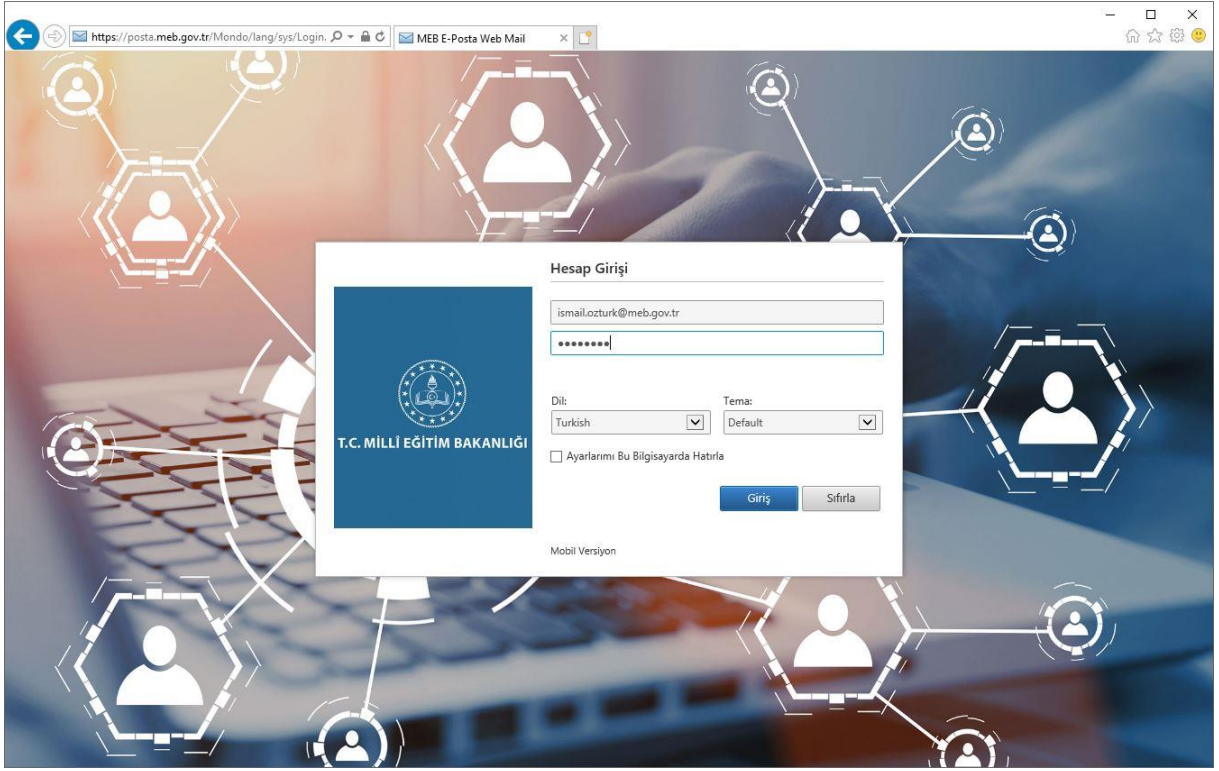 https://posta.meb.gov.tr/Mondo/lang/sys/Login.
MEB E-Posta Web Mail
Hesap Girişi
ismail.ozturk@meb.gov.tr
••••••••
T.C. MİLLÎ EĞİTİM BAKANLIĞI
Dil: Tema:
Turkish Default
Ayarlarımı Bu Bilgisayarda Hatırla
Giriş Sıfırla
Mobil Versiyon